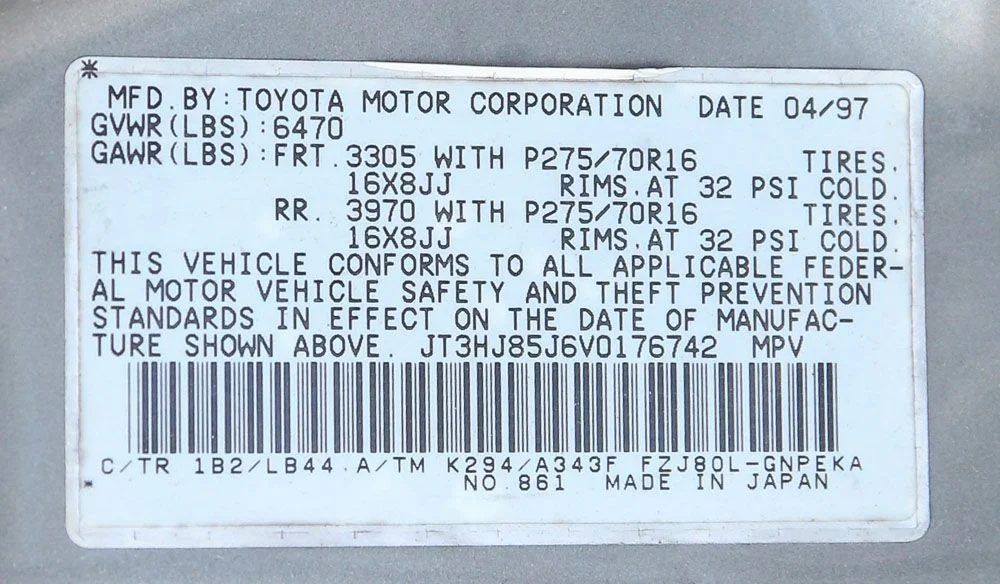 MFD.BY:TOYOTA MOTOR CORPORATION DATE 04/97
GVWR(LBS):6470
GAWR(LBS):FRT.3305 WITH P275/70R16 TIRES.
16X8JJ RIMS.AT 32 PSI COLD.
RR. 3970 WITH P275/70R16 TIRES.
16X8JJ RIMS.AT 32 PSI COLD.
THIS VEHICLE CONFORMS TO ALL APPLICABLE FEDER-
AL MOTOR VEHICLE SAFETY AND THEFT PREVENTION
STANDARDS IN EFFECT ON THE DATE OF MANUFAC-
TURE SHOWN ABOVE. JT3HJ85J6V0176742 MPV
C/TR 1B2/LB44.A/TM K294/A343F FZJ80L-GNPEKA
NO.861 MADE IN JAPAN